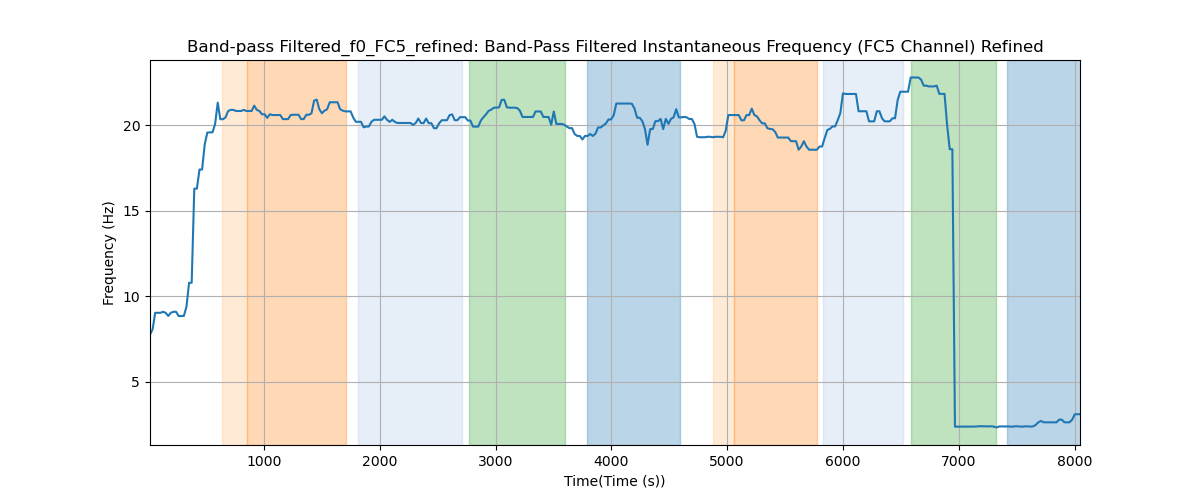 Band-pass Filtered_f0_FC5_refined: Band-Pass Filtered Instantaneous Frequency (FC5 Channel) Refined
Frequency (Hz)
20
15
10
5
1000 2000 3000 4000 5000 6000 7000 8000
Time(Time (s))